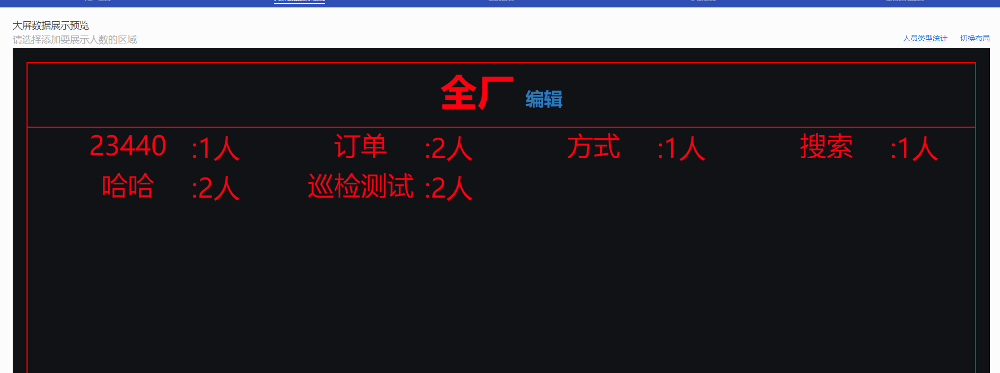 大屏数据展示预览
请选择添加要展示人数的区域
人员类型统计 切换布局
全厂 编辑
23440 :1人 订单 :2人 方式 :1人 搜索 :1人
哈哈 :2人 巡检测试 :2人